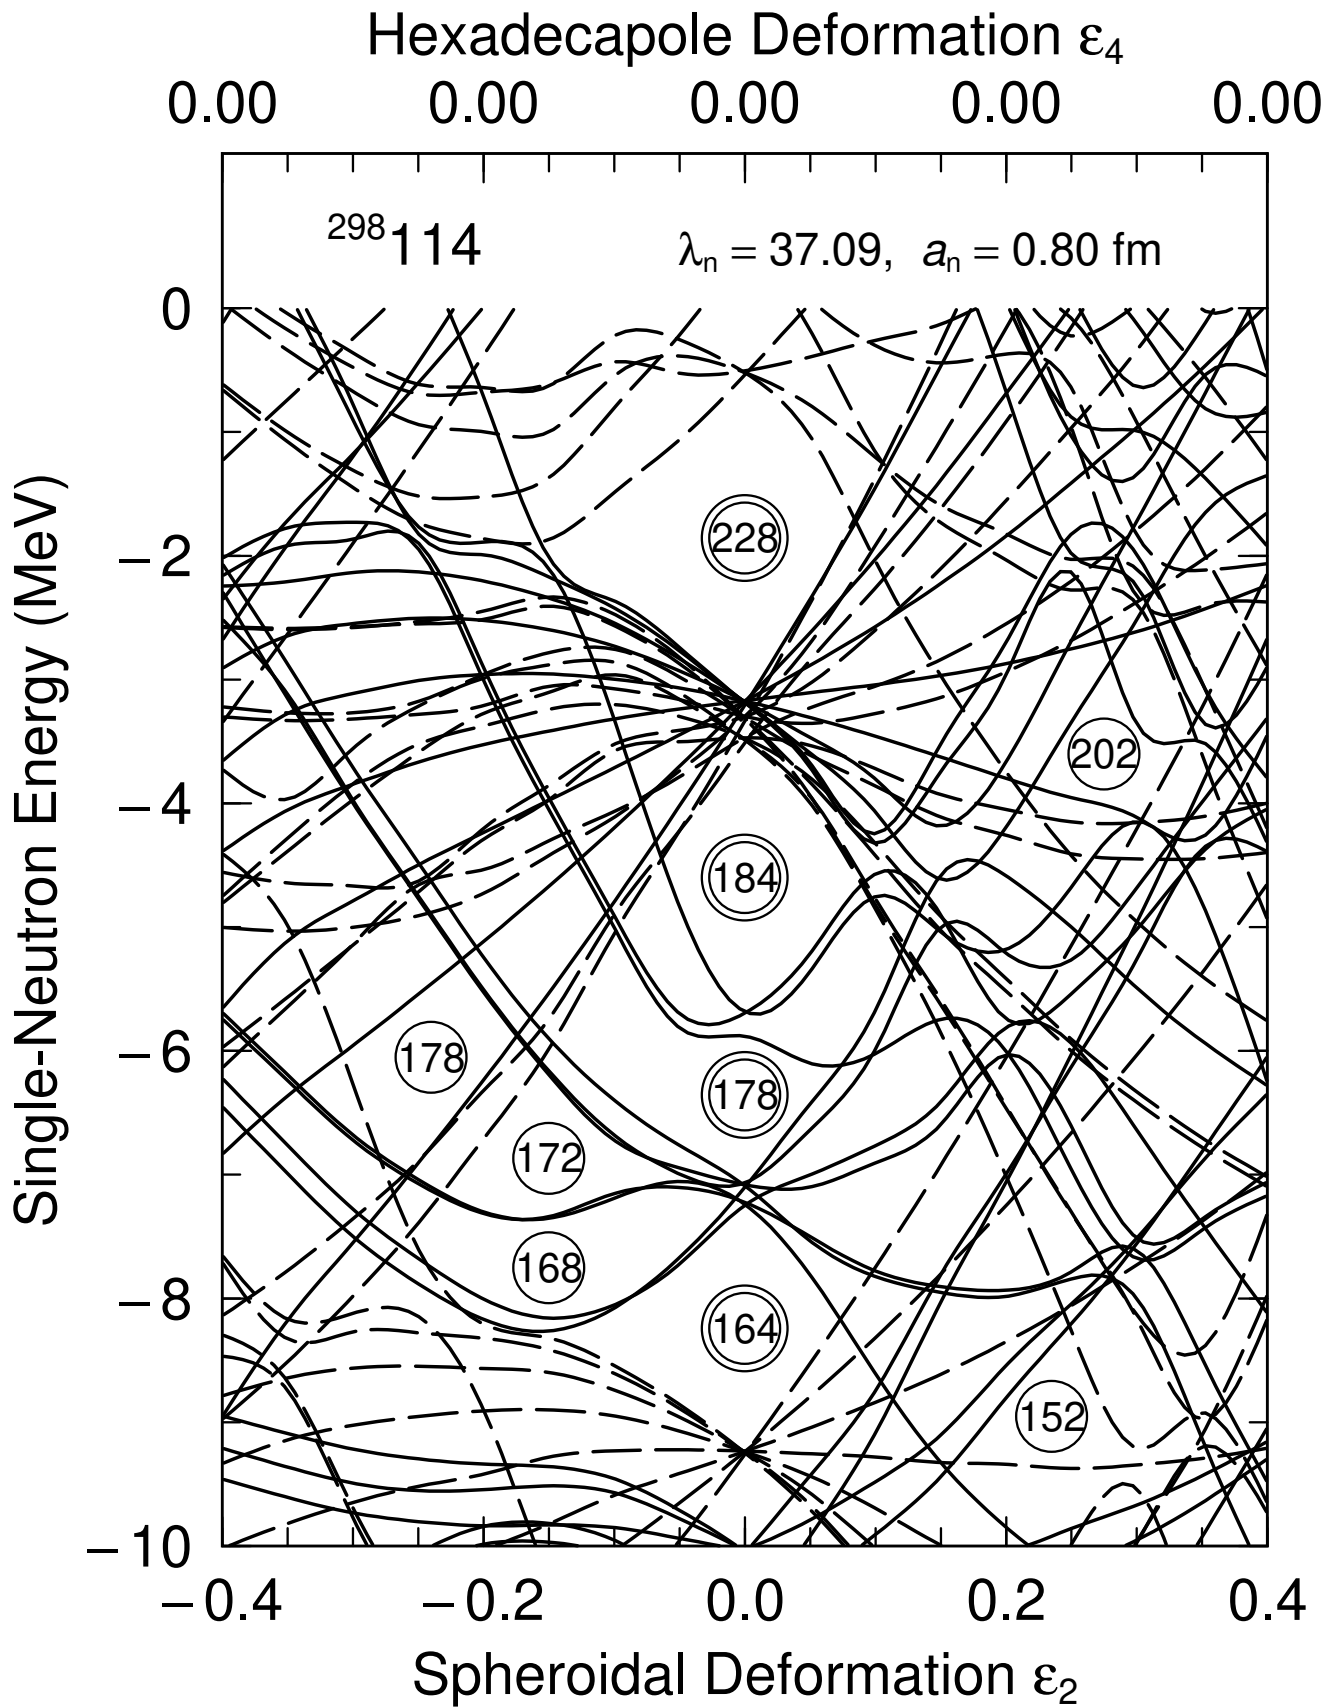 Hexadecapole Deformation ε₄
0.00 0.00 0.00 0.00 0.00
²⁹⁸114 λₙ = 37.09, aₙ = 0.80 fm
0
−2
−4
−6
−8
−10
Single-Neutron Energy (MeV)
228
202
184
178
178
172
168
164
152
−0.4 −0.2 0.0 0.2 0.4
Spheroidal Deformation ε₂